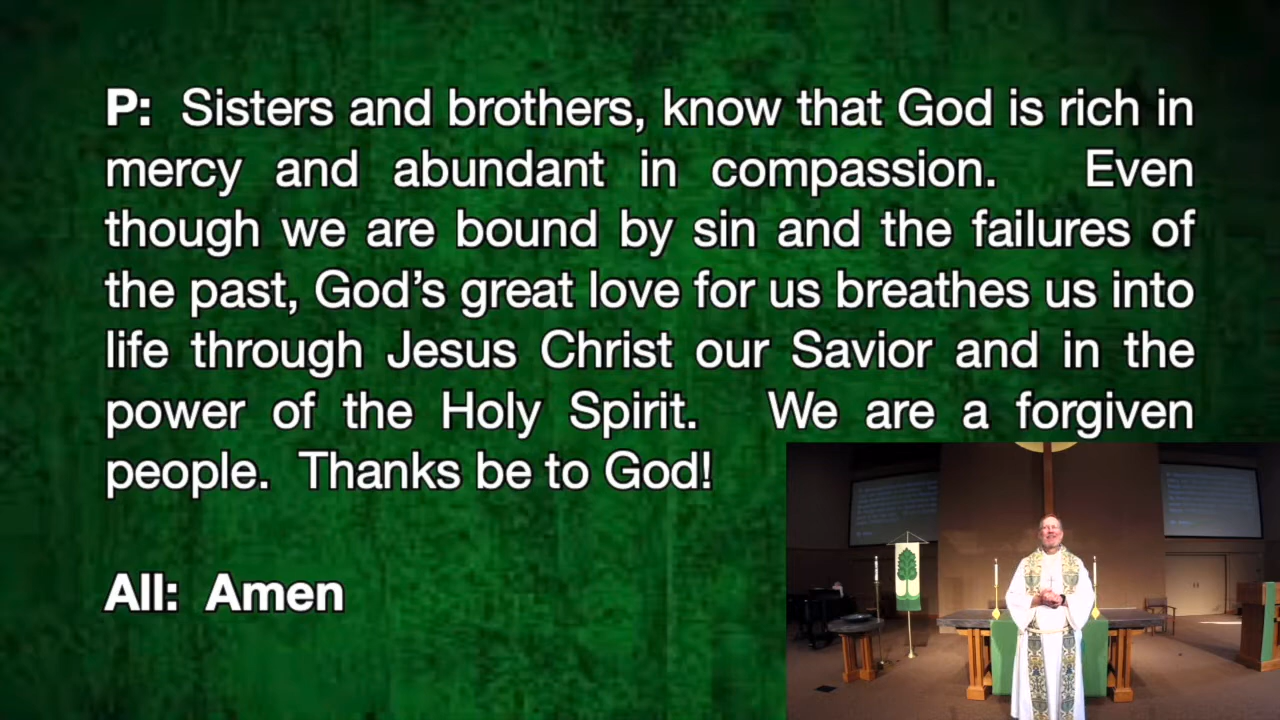 P: Sisters and brothers, know that God is rich in
mercy and abundant in compassion. Even
though we are bound by sin and the failures of
the past, God’s great love for us breathes us into
life through Jesus Christ our Savior and in the
power of the Holy Spirit. We are a forgiven
people. Thanks be to God!
All: Amen